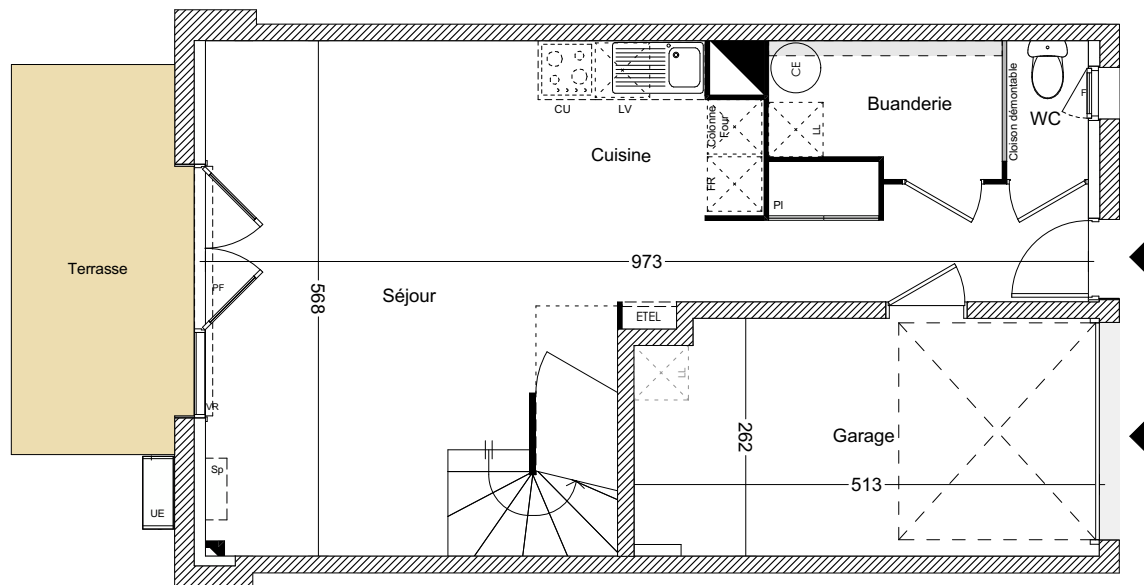 CE
Buanderie
Cloison démontable
WC
F
CU
LV
Colonne
Four
LL
Cuisine
FR
PI
Terrasse
973
PF
568
Séjour
ETEL
LL
VR
262
Garage
Sp
513
UE